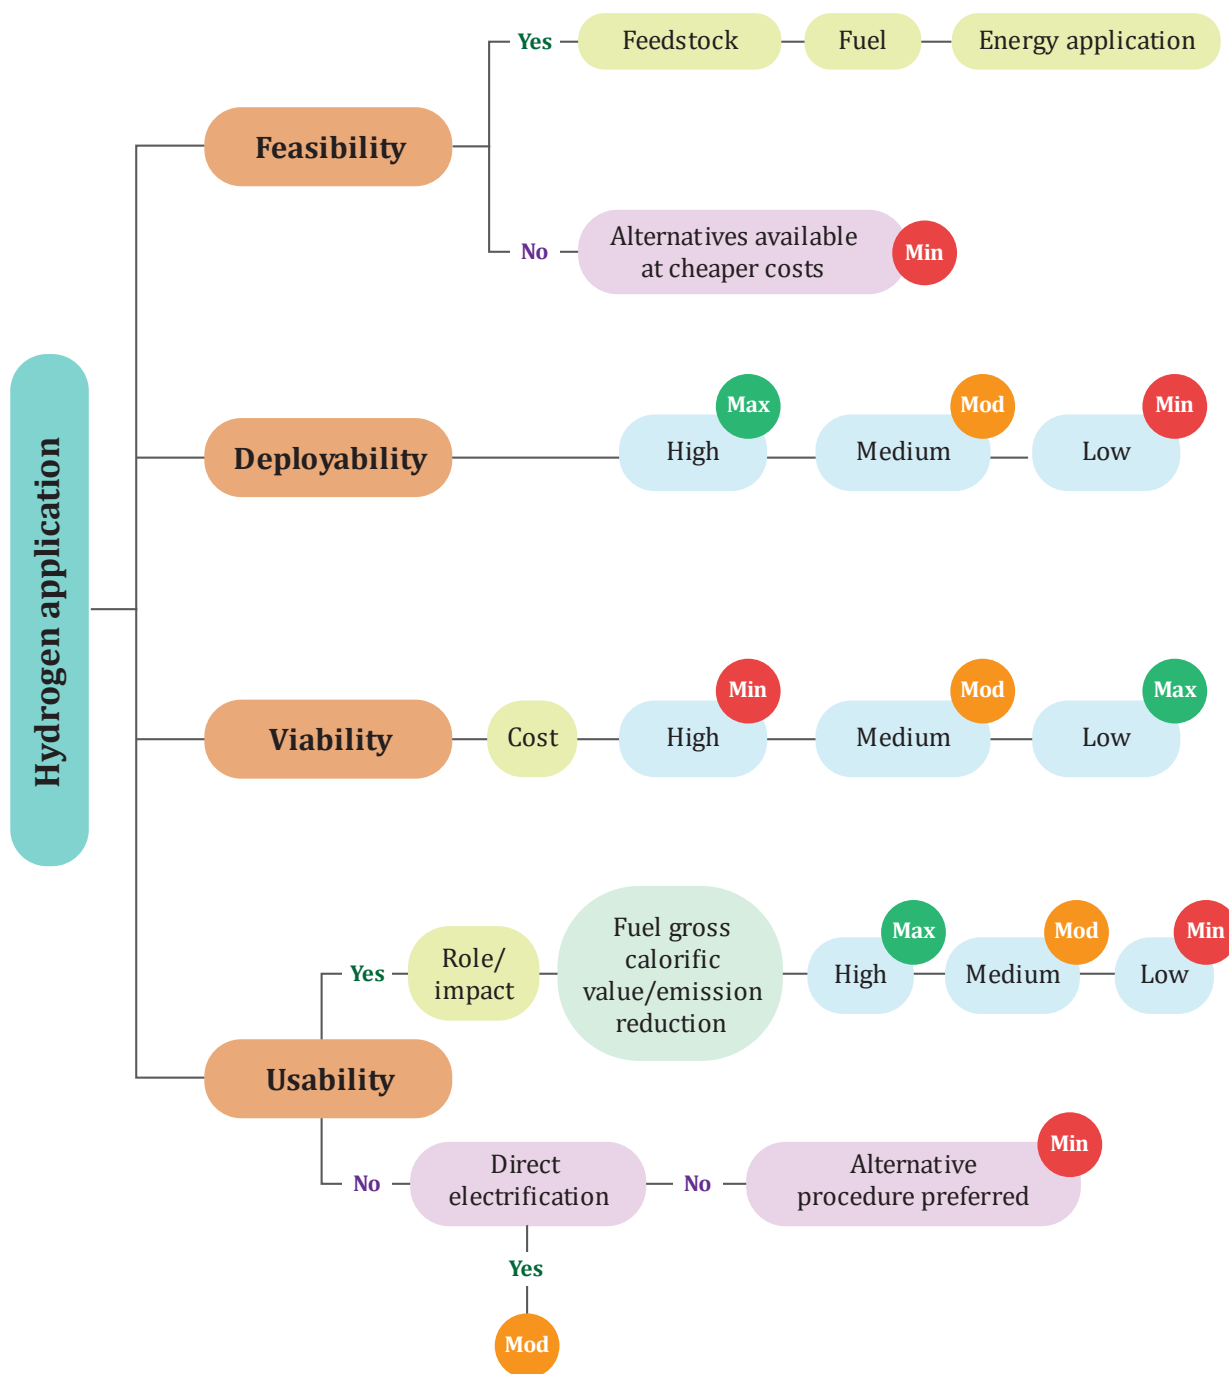 Yes
Feedstock
Fuel
Energy application
Feasibility
No
Alternatives available
at cheaper costs
Min
Hydrogen application
Deployability
High
Max
Medium
Mod
Low
Min
Viability
Cost
High
Min
Medium
Mod
Low
Max
Usability
Yes
Role/
impact
Fuel gross
calorific
value/emission
reduction
High
Max
Medium
Mod
Low
Min
No
Direct
electrification
No
Alternative
procedure preferred
Min
Yes
Mod